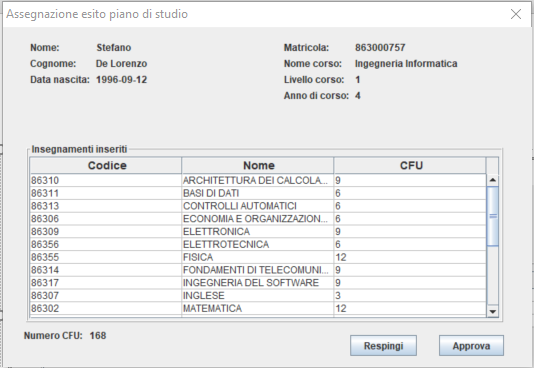 Assegnazione esito piano di studio
Nome: Stefano Matricola: 863000757
Cognome: De Lorenzo Nome corso: Ingegneria Informatica
Data nascita: 1996-09-12 Livello corso: 1
Anno di corso: 4
Insegnamenti inseriti
Codice Nome CFU
86310 ARCHITETTURA DEI CALCOLA... 9
86311 BASI DI DATI 6
86313 CONTROLLI AUTOMATICI 6
86306 ECONOMIA E ORGANIZZAZION... 6
86309 ELETTRONICA 9
86356 ELETTROTECNICA 6
86355 FISICA 12
86314 FONDAMENTI DI TELECOMUNI... 9
86317 INGEGNERIA DEL SOFTWARE 9
86307 INGLESE 3
86302 MATEMATICA 12
Numero CFU: 168
Respingi Approva